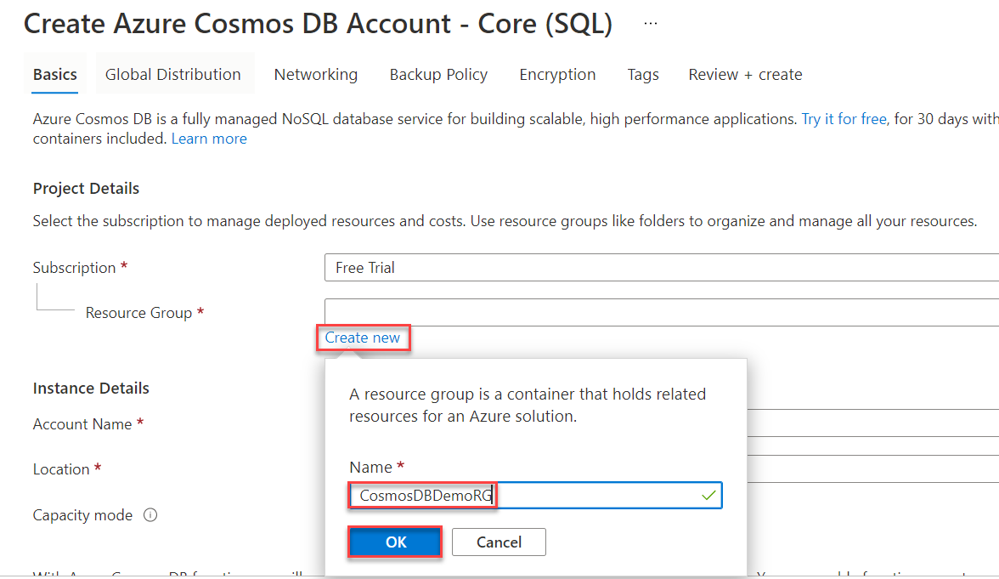 Create Azure Cosmos DB Account - Core (SQL) ...
Basics Global Distribution Networking Backup Policy Encryption Tags Review + create
Azure Cosmos DB is a fully managed NoSQL database service for building scalable, high performance applications. Try it for free, for 30 days with
containers included. Learn more
Project Details
Select the subscription to manage deployed resources and costs. Use resource groups like folders to organize and manage all your resources.
Subscription *
Free Trial
Resource Group *
Create new
A resource group is a container that holds related
resources for an Azure solution.
Name *
CosmosDBDemoRG
OK Cancel
Instance Details
Account Name *
Location *
Capacity mode